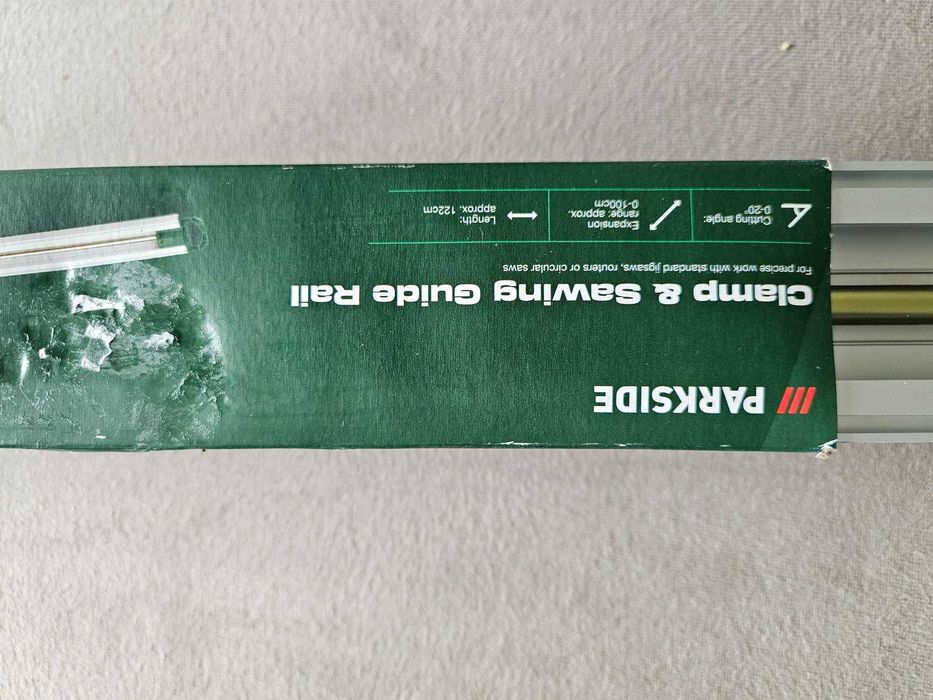 /// PARKSIDE
Clamp & Sawing Guide Rail
For precise work with standard jigsaws, routers or circular saws
Cutting angle:
0-20°
Expansion
range: approx.
0-100cm
Length:
approx. 122cm